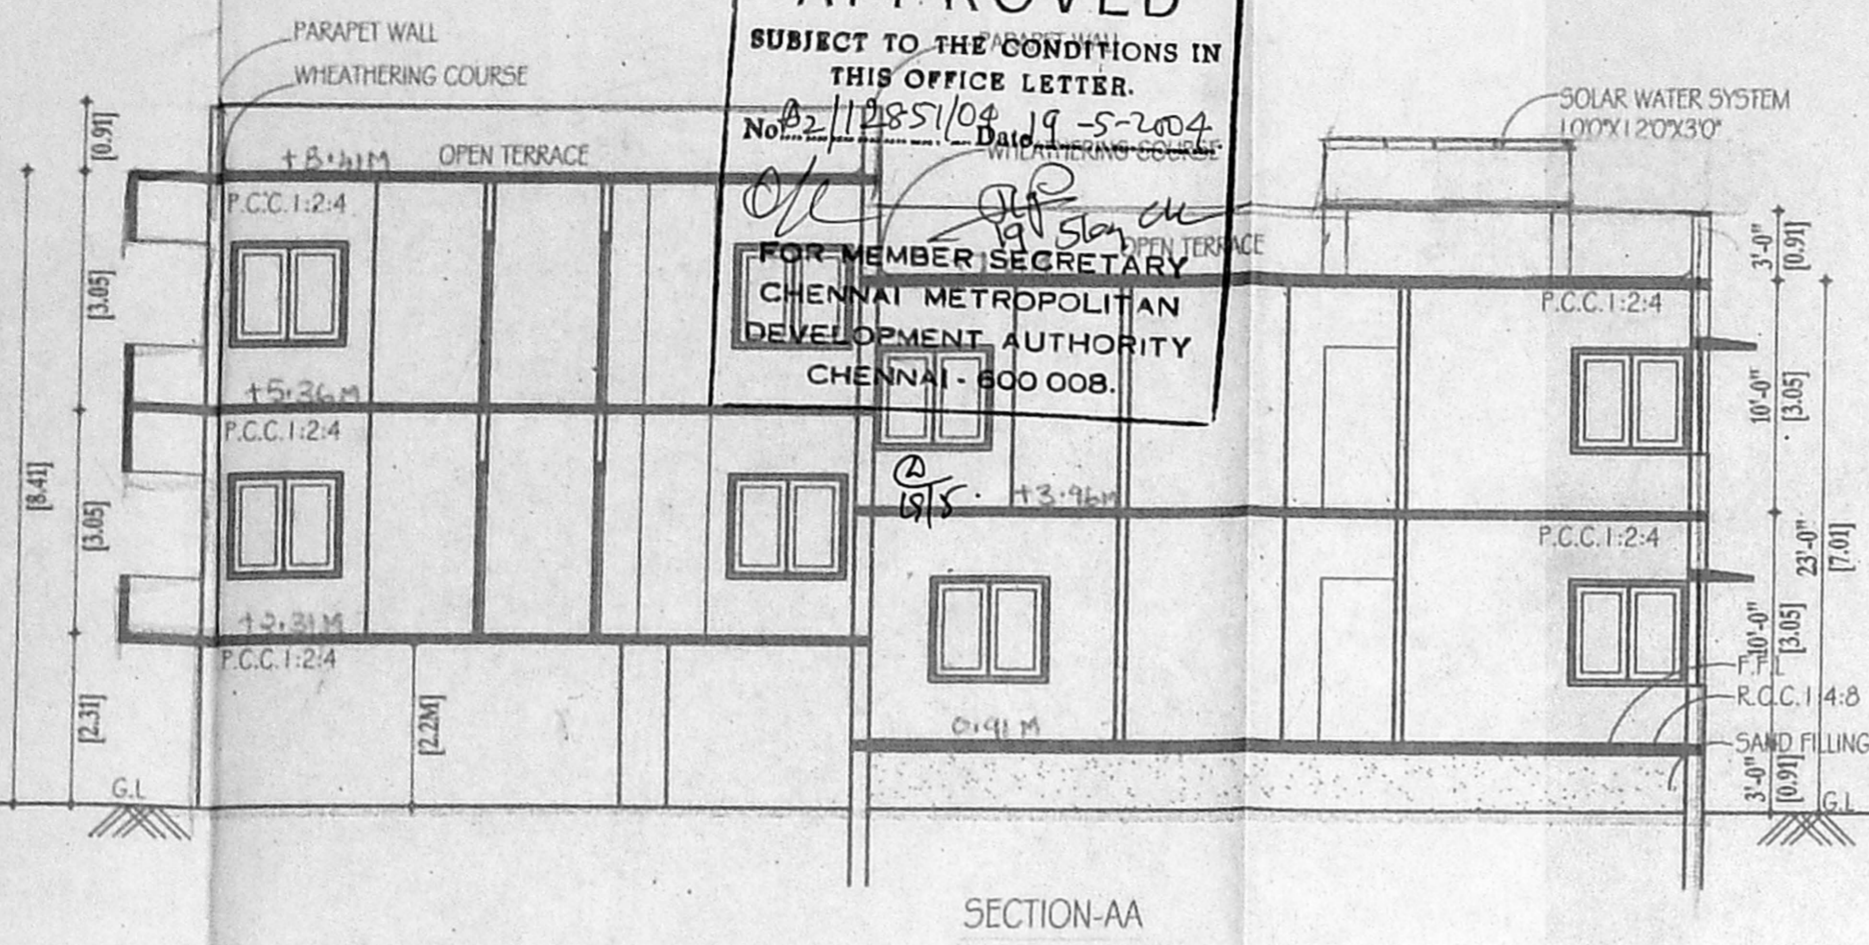 APPROVED
SUBJECT TO THE CONDITIONS IN
THIS OFFICE LETTER.
No. B2/12851/04 Date 19-5-2004
FOR MEMBER SECRETARY
CHENNAI METROPOLITAN
DEVELOPMENT AUTHORITY
CHENNAI - 600 008.
19/5
PARAPET WALL
WHEATHERING COURSE
PARAPET WALL
WHEATHERING COURSE
SOLAR WATER SYSTEM
10'0"X12'0"X3'0"
+8.41M
OPEN TERRACE
OPEN TERRACE
P.C.C.1:2:4
P.C.C.1:2:4
+5.36M
P.C.C.1:2:4
+3.96M
P.C.C.1:2:4
+2.31M
P.C.C.1:2:4
0.91M
[0.91]
[3.05]
[3.05]
[2.31]
[8.41]
[2.2M]
3'-0"
[0.91]
10'-0"
[3.05]
10'-0"
[3.05]
23'-0"
[7.01]
3'-0"
[0.91]
F.F.L
R.C.C.1:4:8
SAND FILLING
G.L
G.L
SECTION-AA